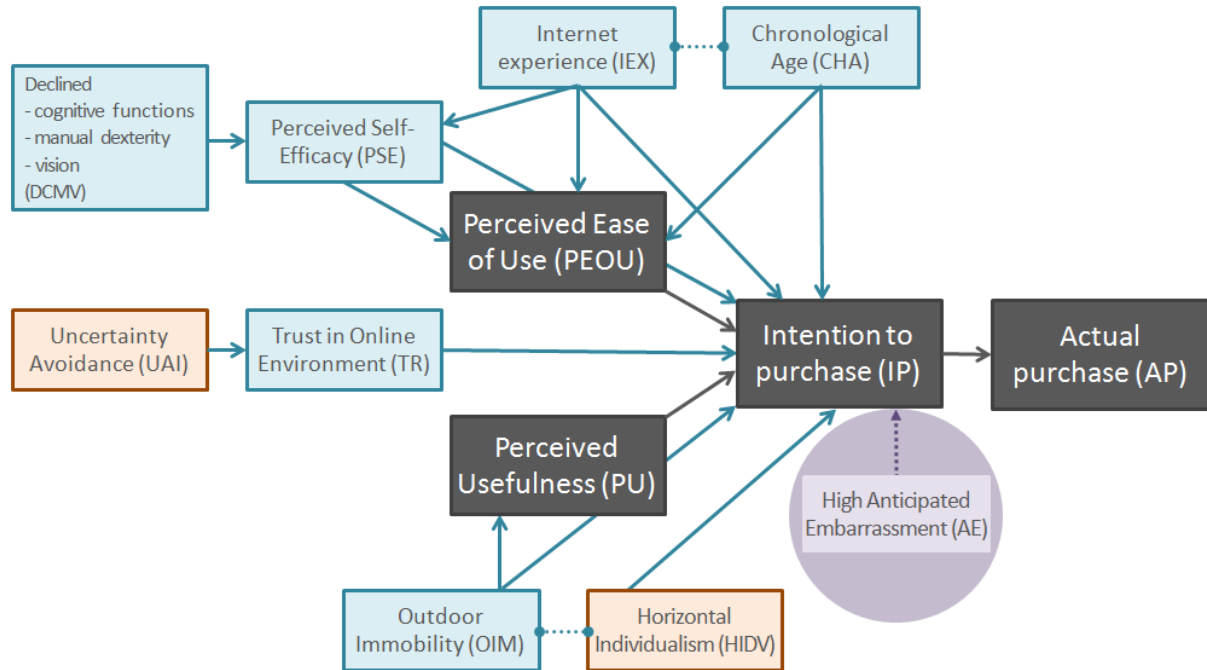 Internet
experience (IEX)
Chronological
Age (CHA)
Declined
- cognitive functions
- manual dexterity
- vision
(DCMV)
Perceived Self-
Efficacy (PSE)
Perceived Ease
of Use (PEOU)
Uncertainty
Avoidance (UAI)
Trust in Online
Environment (TR)
Intention to
purchase (IP)
Actual
purchase (AP)
Perceived
Usefulness (PU)
High Anticipated
Embarrassment (AE)
Outdoor
Immobility (OIM)
Horizontal
Individualism (HIDV)